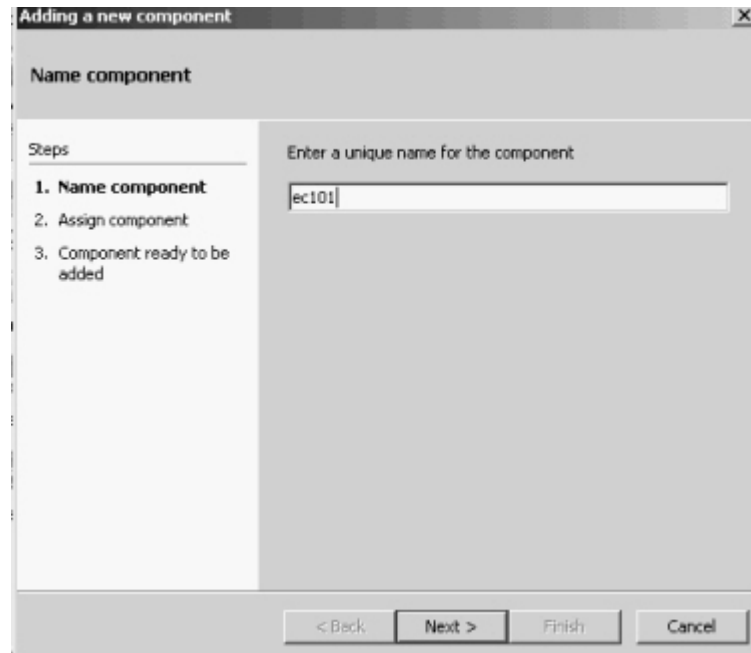 Adding a new component
Name component
Steps
1. Name component
2. Assign component
3. Component ready to be
added
Enter a unique name for the component
ec101
< Back
Next >
Finish
Cancel